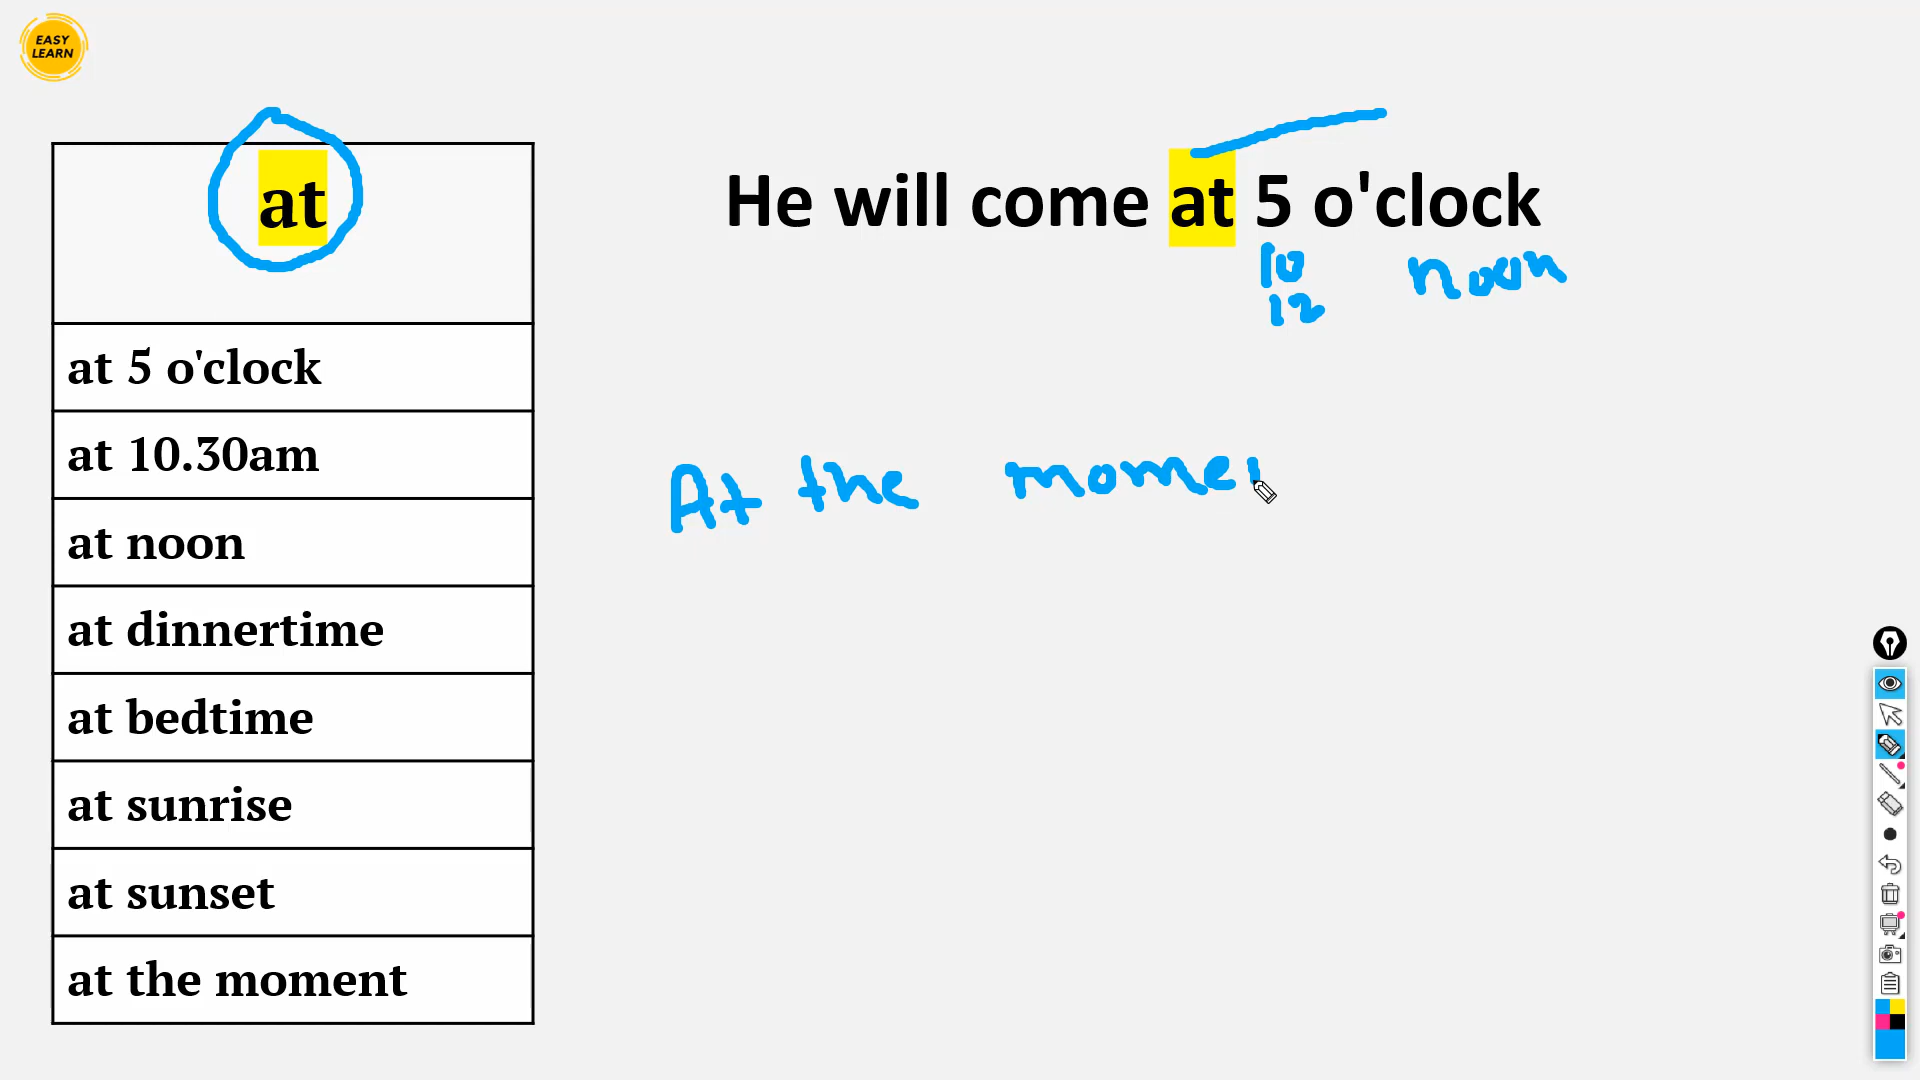 EASY
LEARN
at
He will come at 5 o'clock
10 noon
12
at 5 o'clock
at 10.30am
At the mome
at noon
at dinnertime
at bedtime
at sunrise
at sunset
at the moment